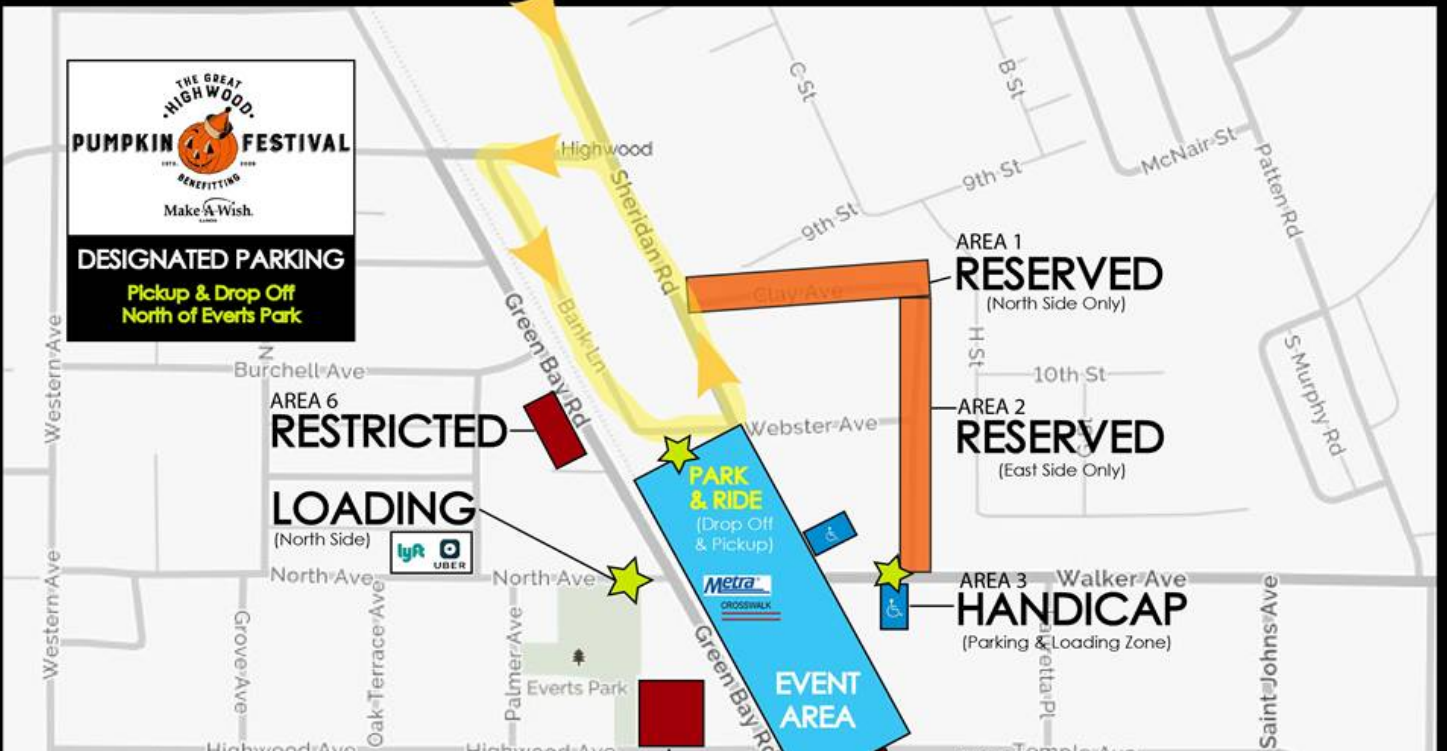 THE GREAT
HIGHWOOD
PUMPKIN FESTIVAL
BENEFITTING
Make-A-Wish.
ILLINOIS
DESIGNATED PARKING
Pickup & Drop Off
North of Everts Park
Highwood
Sheridan Rd
C St
B St
9th St
9th St
McNair St
Patten Rd
AREA 1
RESERVED
(North Side Only)
Clay Ave
Green Bay Rd
Bank Ln
H St
10th St
S Murphy Rd
Western Ave
N
Burchell Ave
AREA 6
RESTRICTED
Webster Ave
AREA 2
RESERVED
(East Side Only)
PARK
& RIDE
(Drop Off
& Pickup)
LOADING
(North Side)
lyft
UBER
Metra
CROSSWALK
Western Ave
North Ave
North Ave
Walker Ave
AREA 3
HANDICAP
(Parking & Loading Zone)
Grove Ave
Oak Terrace Ave
Palmer Ave
Everts Park
Green Bay Rd
EVENT
AREA
Saint Johns Ave
Highwood Ave
Highwood Ave
Temple Ave